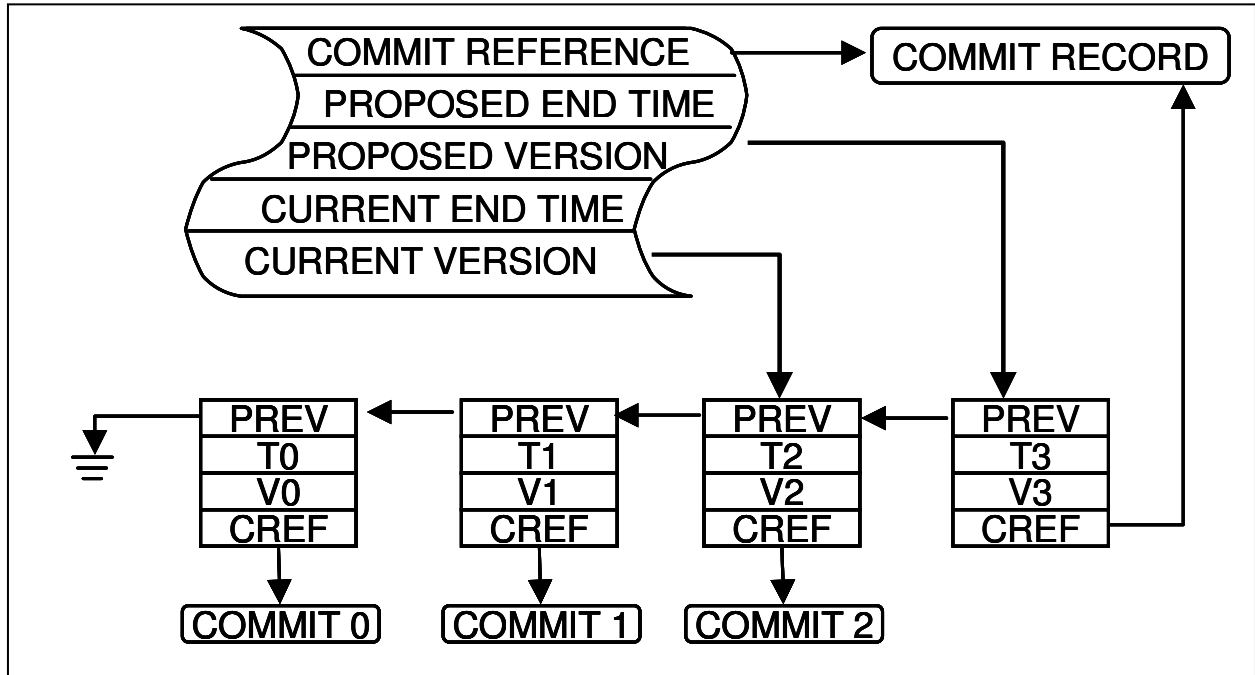 COMMIT REFERENCE
COMMIT RECORD
PROPOSED END TIME
PROPOSED VERSION
CURRENT END TIME
CURRENT VERSION
PREV PREV PREV PREV
T0 T1 T2 T3
V0 V1 V2 V3
CREF CREF CREF CREF
COMMIT 0 COMMIT 1 COMMIT 2